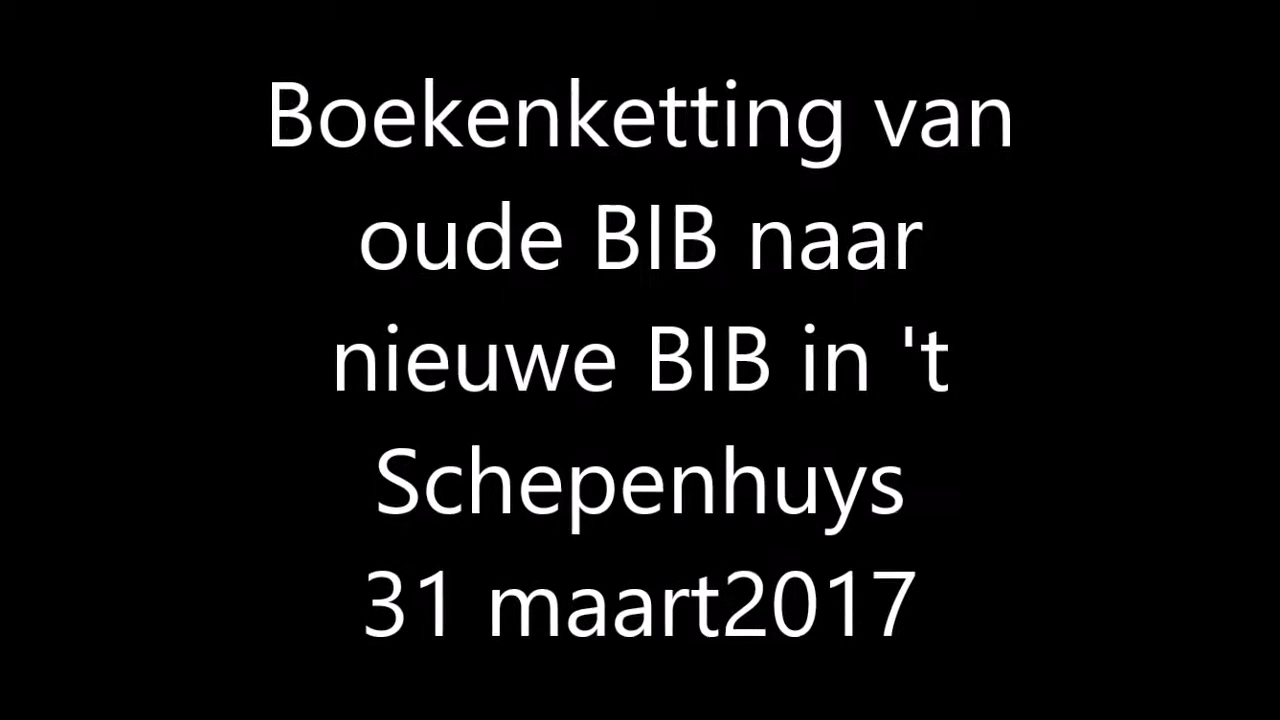 Boekenketting van
oude BIB naar
nieuwe BIB in 't
Schepenhuys
31 maart2017